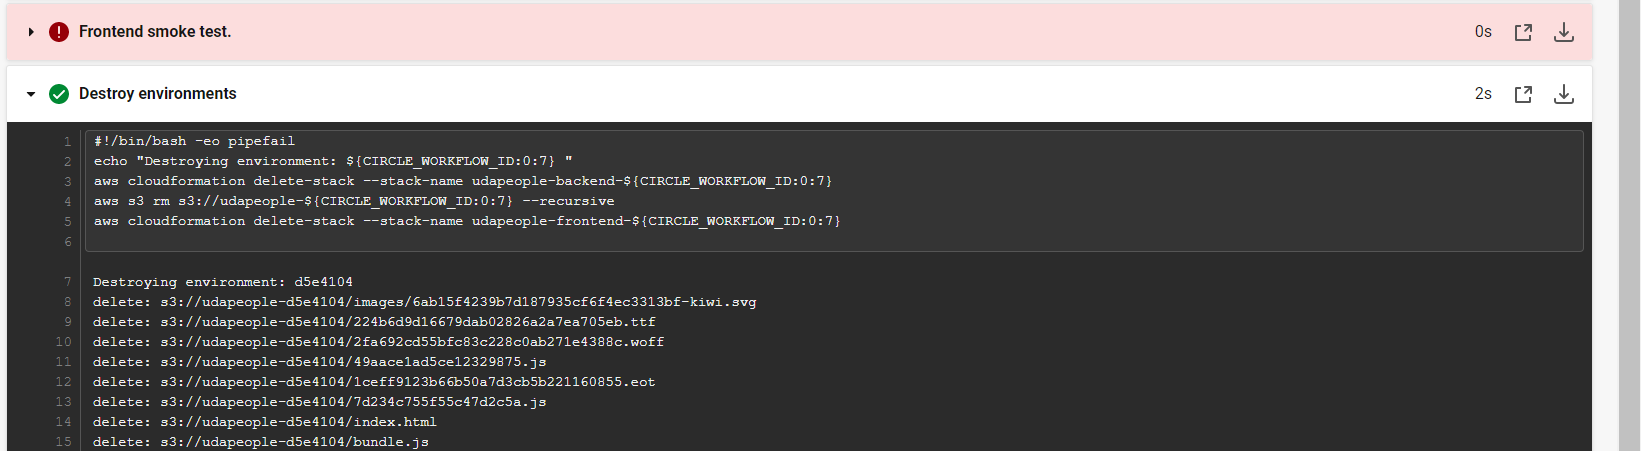 Frontend smoke test.
0s
Destroy environments
2s
1 #!/bin/bash -eo pipefail
2 echo "Destroying environment: ${CIRCLE_WORKFLOW_ID:0:7} "
3 aws cloudformation delete-stack --stack-name udapeople-backend-${CIRCLE_WORKFLOW_ID:0:7}
4 aws s3 rm s3://udapeople-${CIRCLE_WORKFLOW_ID:0:7} --recursive
5 aws cloudformation delete-stack --stack-name udapeople-frontend-${CIRCLE_WORKFLOW_ID:0:7}
6
7 Destroying environment: d5e4104
8 delete: s3://udapeople-d5e4104/images/6ab15f4239b7d187935cf6f4ec3313bf-kiwi.svg
9 delete: s3://udapeople-d5e4104/224b6d9d16679dab02826a2a7ea705eb.ttf
10 delete: s3://udapeople-d5e4104/2fa692cd55bfc83c228c0ab271e4388c.woff
11 delete: s3://udapeople-d5e4104/49aace1ad5ce12329875.js
12 delete: s3://udapeople-d5e4104/1ceff9123b66b50a7d3cb5b221160855.eot
13 delete: s3://udapeople-d5e4104/7d234c755f55c47d2c5a.js
14 delete: s3://udapeople-d5e4104/index.html
15 delete: s3://udapeople-d5e4104/bundle.js